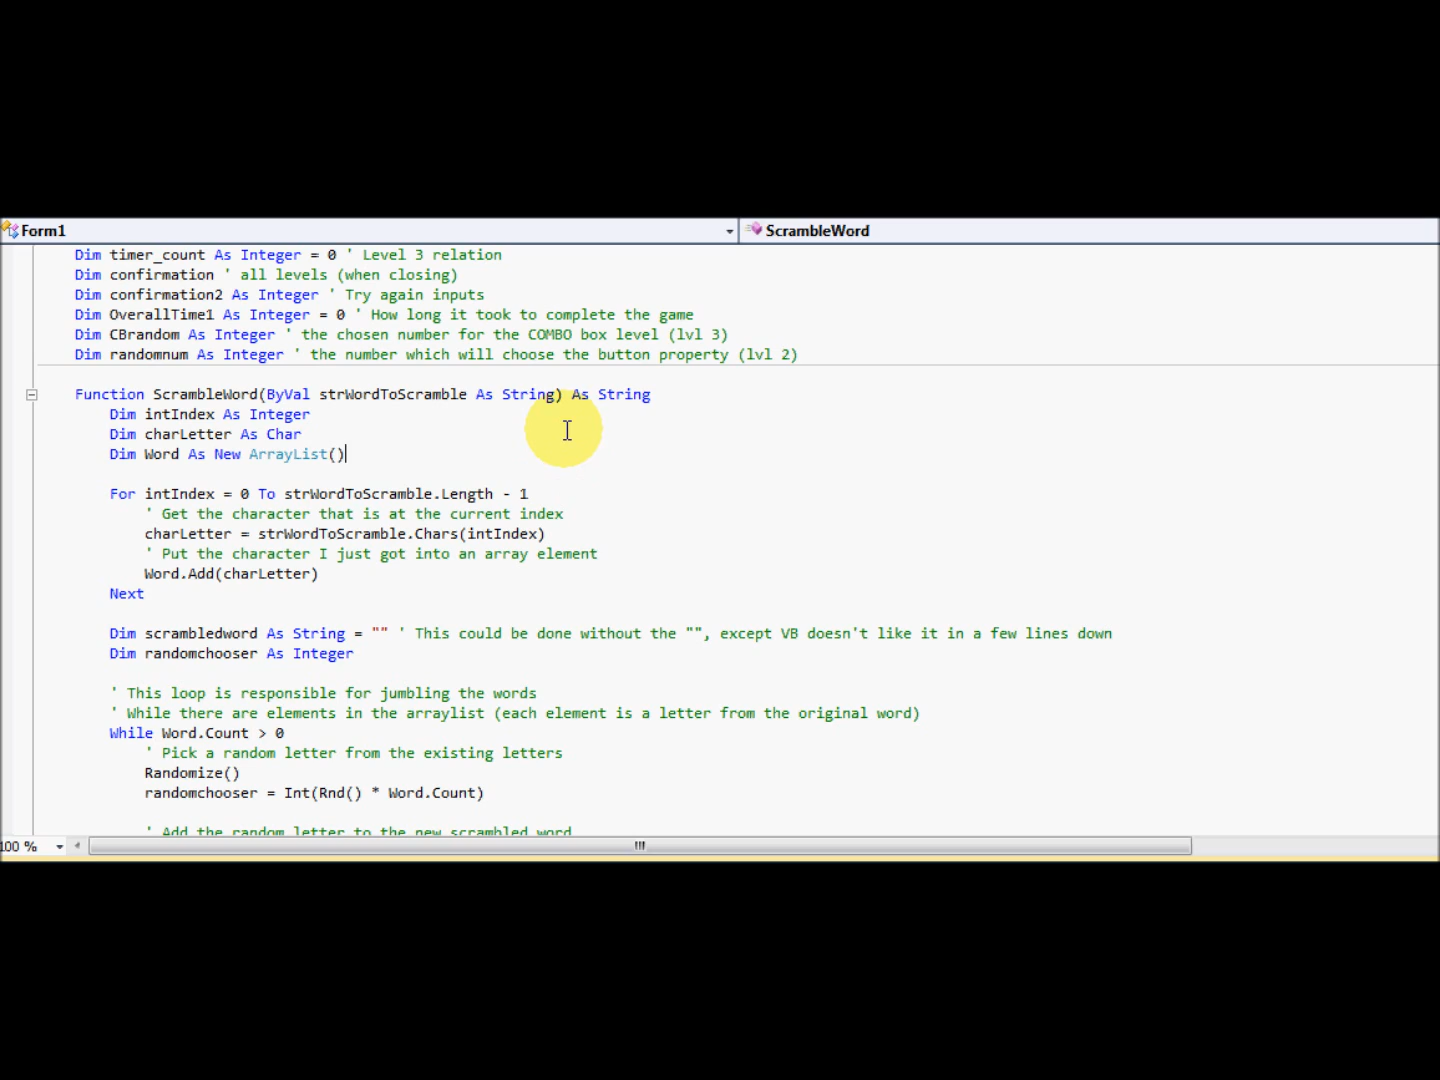 Form1
ScrambleWord
Dim timer_count As Integer = 0 ' Level 3 relation
Dim confirmation ' all levels (when closing)
Dim confirmation2 As Integer ' Try again inputs
Dim OverallTime1 As Integer = 0 ' How long it took to complete the game
Dim CBrandom As Integer ' the chosen number for the COMBO box level (lvl 3)
Dim randomnum As Integer ' the number which will choose the button property (lvl 2)
Function ScrambleWord(ByVal strWordToScramble As String) As String
Dim intIndex As Integer
Dim charLetter As Char
Dim Word As New ArrayList()
For intIndex = 0 To strWordToScramble.Length - 1
' Get the character that is at the current index
charLetter = strWordToScramble.Chars(intIndex)
' Put the character I just got into an array element
Word.Add(charLetter)
Next
Dim scrambledword As String = "" ' This could be done without the "", except VB doesn't like it in a few lines down
Dim randomchooser As Integer
' This loop is responsible for jumbling the words
' While there are elements in the arraylist (each element is a letter from the original word)
While Word.Count > 0
' Pick a random letter from the existing letters
Randomize()
randomchooser = Int(Rnd() * Word.Count)
' Add the random letter to the new scrambled word
100 %